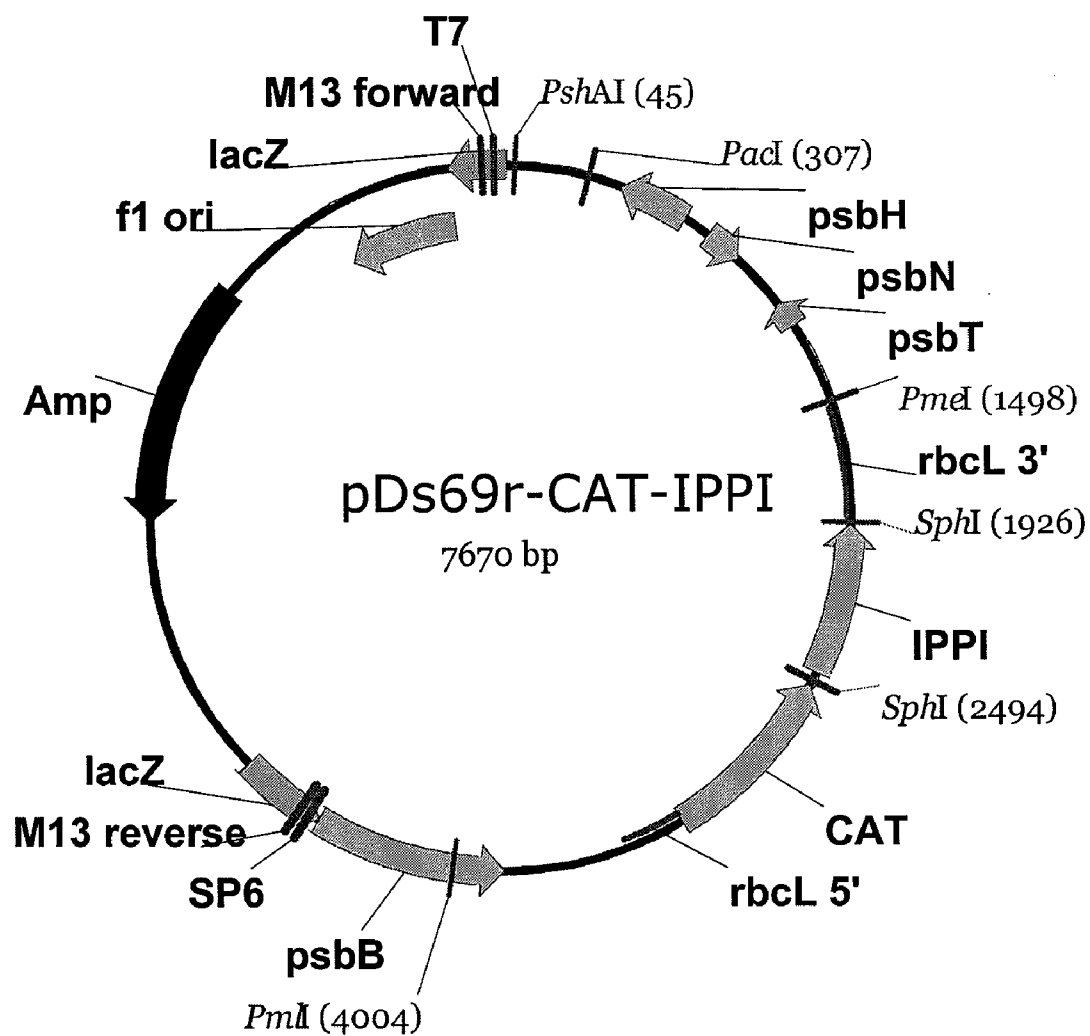 T7
M13 forward
PshAI (45)
lacZ
PacI (307)
f1 ori
psbH
psbN
psbT
Amp
PmeI (1498)
rbcL 3'
pDs69r-CAT-IPPI
SphI (1926)
7670 bp
IPPI
SphI (2494)
lacZ
M13 reverse
CAT
SP6
rbcL 5'
psbB
PmlI (4004)